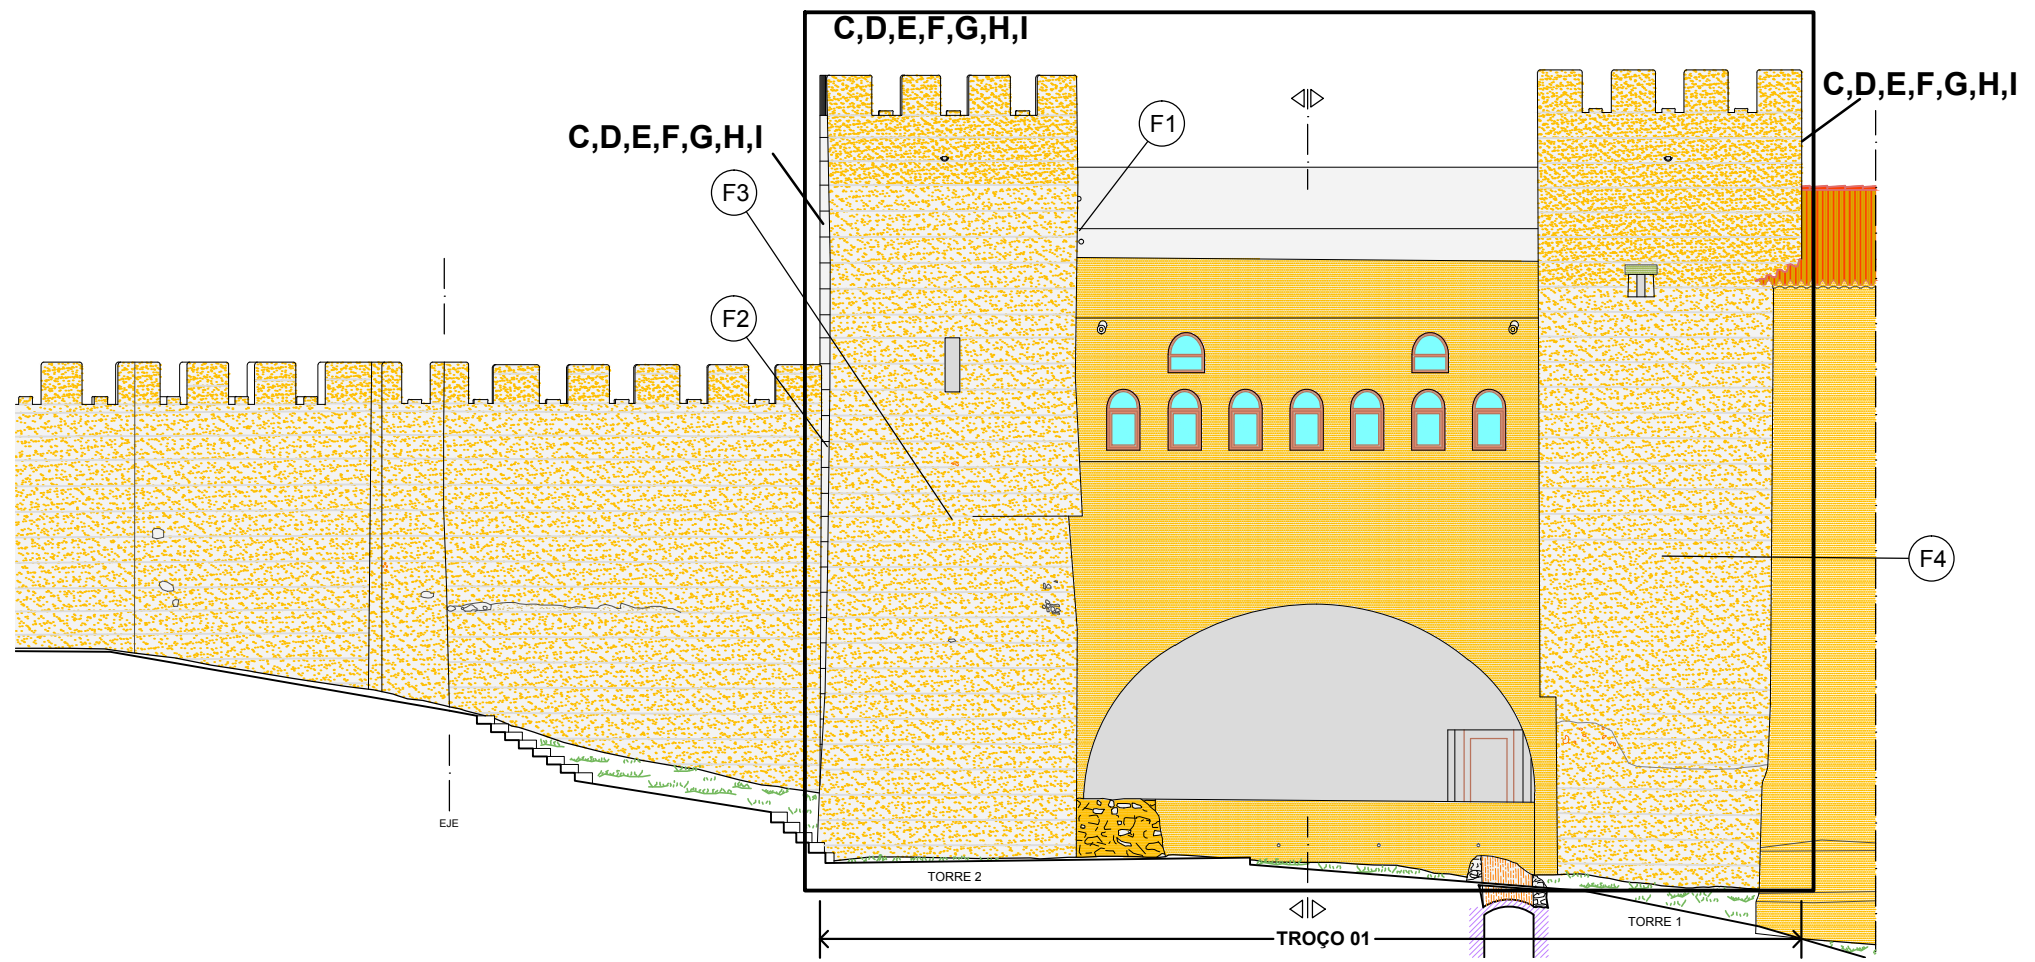 C,D,E,F,G,H,I
C,D,E,F,G,H,I
C,D,E,F,G,H,I
F1
F3
F2
F4
EJE
TORRE 2
TORRE 1
TROÇO 01